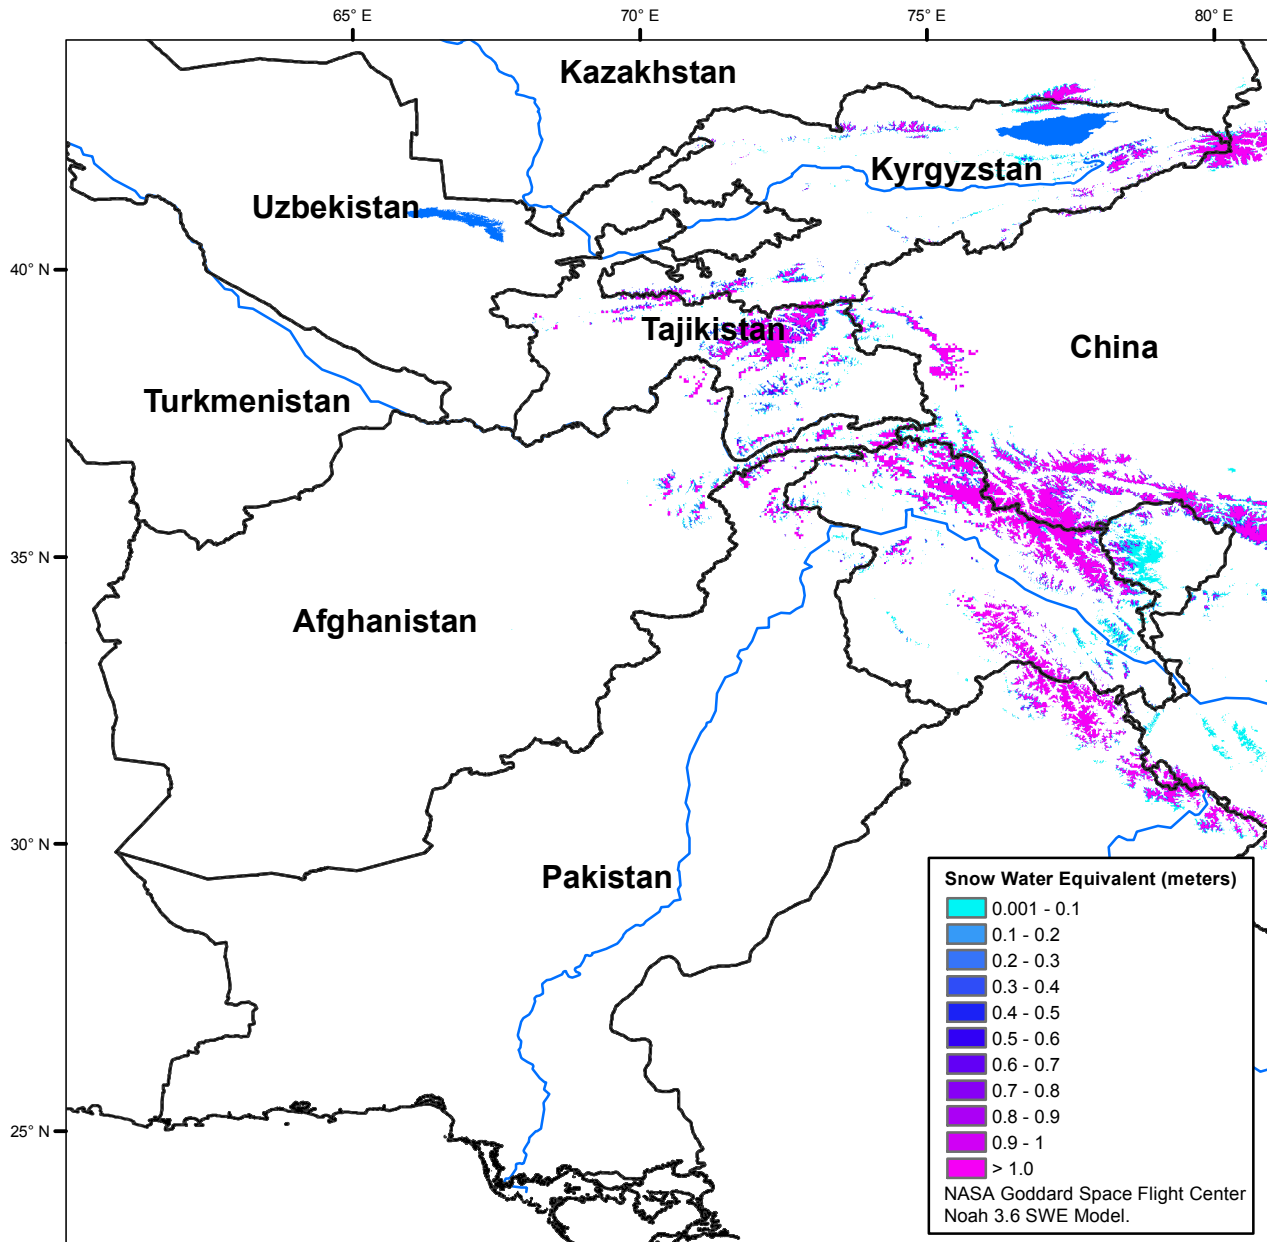 65° E
70° E
75° E
80° E
Kazakhstan
Kyrgyzstan
Uzbekistan
40° N
Tajikistan
China
Turkmenistan
35° N
Afghanistan
30° N
Pakistan
25° N
Snow Water Equivalent (meters)
0.001 - 0.1
0.1 - 0.2
0.2 - 0.3
0.3 - 0.4
0.4 - 0.5
0.5 - 0.6
0.6 - 0.7
0.7 - 0.8
0.8 - 0.9
0.9 - 1
> 1.0
NASA Goddard Space Flight Center
Noah 3.6 SWE Model.